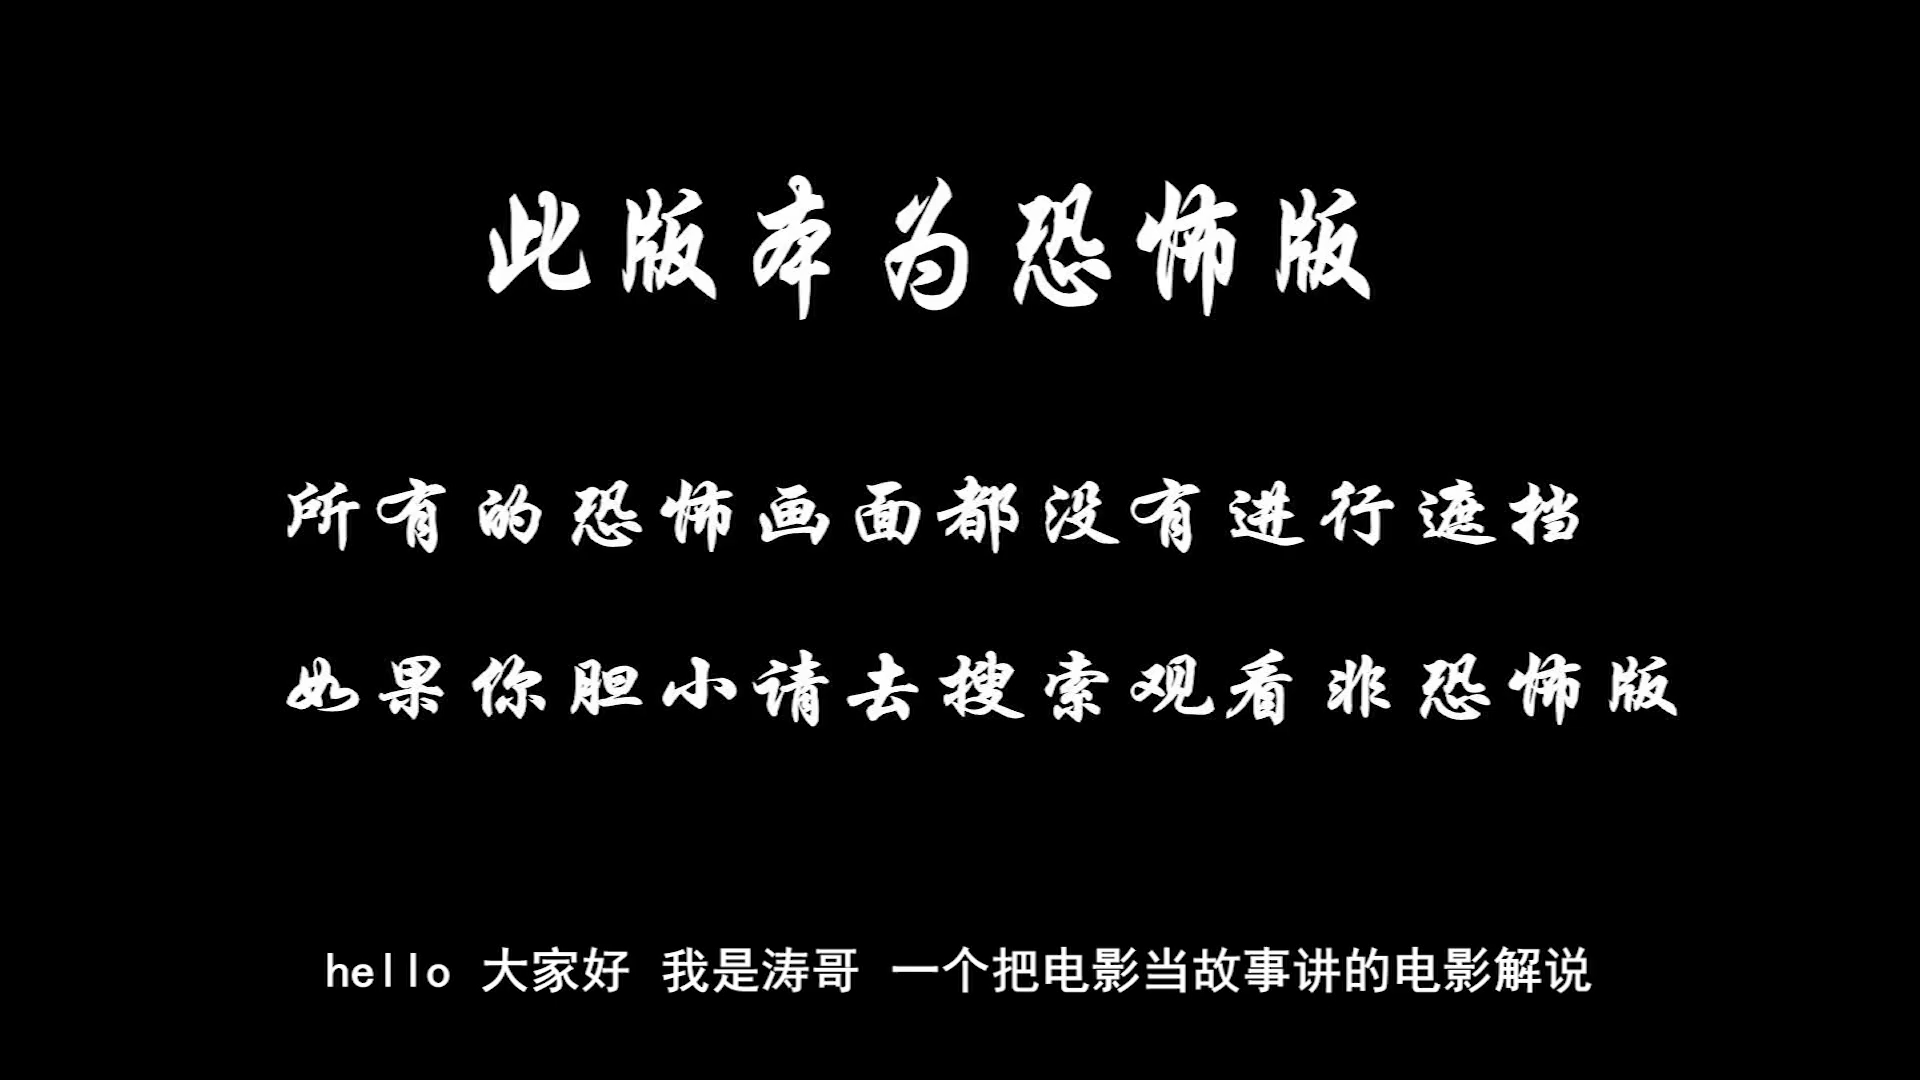 此版本为恐怖版
所有的恐怖画面都没有进行遮挡
如果你胆小请去搜索观看非恐怖版
hello 大家好 我是涛哥 一个把电影当故事讲的电影解说